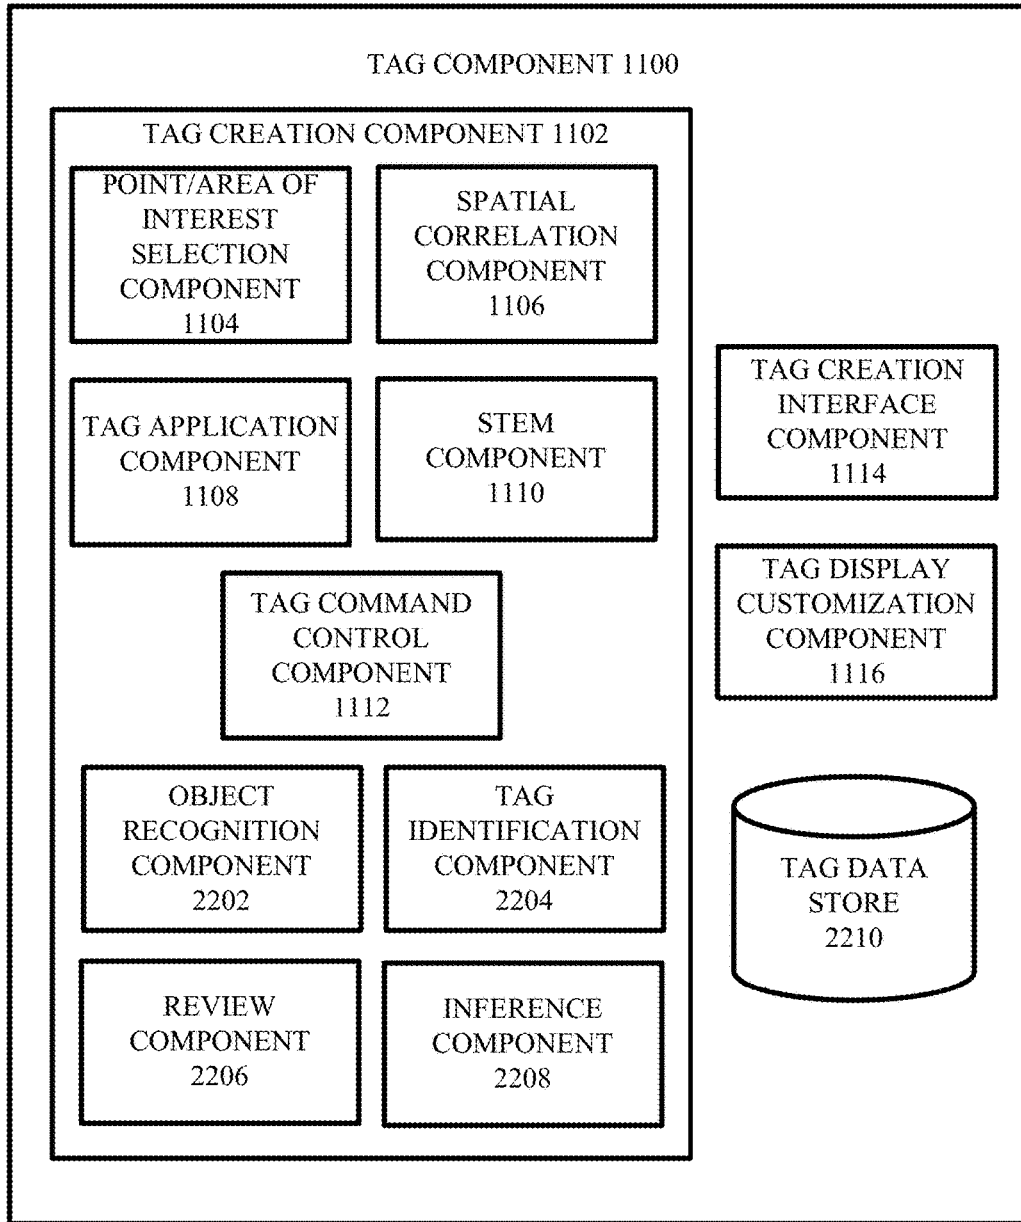 TAG COMPONENT 1100
TAG CREATION COMPONENT 1102
POINT/AREA OF
INTEREST
SELECTION
COMPONENT
1104
SPATIAL
CORRELATION
COMPONENT
1106
TAG APPLICATION
COMPONENT
1108
STEM
COMPONENT
1110
TAG COMMAND
CONTROL
COMPONENT
1112
OBJECT
RECOGNITION
COMPONENT
2202
TAG
IDENTIFICATION
COMPONENT
2204
REVIEW
COMPONENT
2206
INFERENCE
COMPONENT
2208
TAG CREATION
INTERFACE
COMPONENT
1114
TAG DISPLAY
CUSTOMIZATION
COMPONENT
1116
TAG DATA
STORE
2210